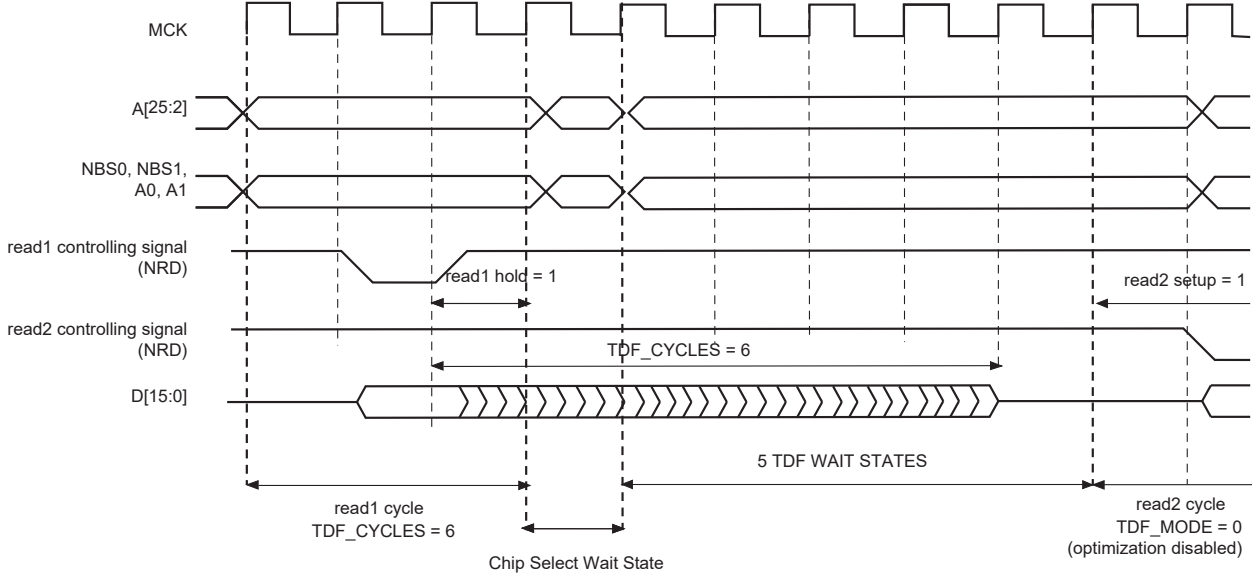 MCK
A[25:2]
NBS0, NBS1,
A0, A1
read1 controlling signal
(NRD)
read1 hold = 1
read2 setup = 1
read2 controlling signal
(NRD)
TDF_CYCLES = 6
D[15:0]
5 TDF WAIT STATES
read1 cycle
TDF_CYCLES = 6
read2 cycle
TDF_MODE = 0
(optimization disabled)
Chip Select Wait State